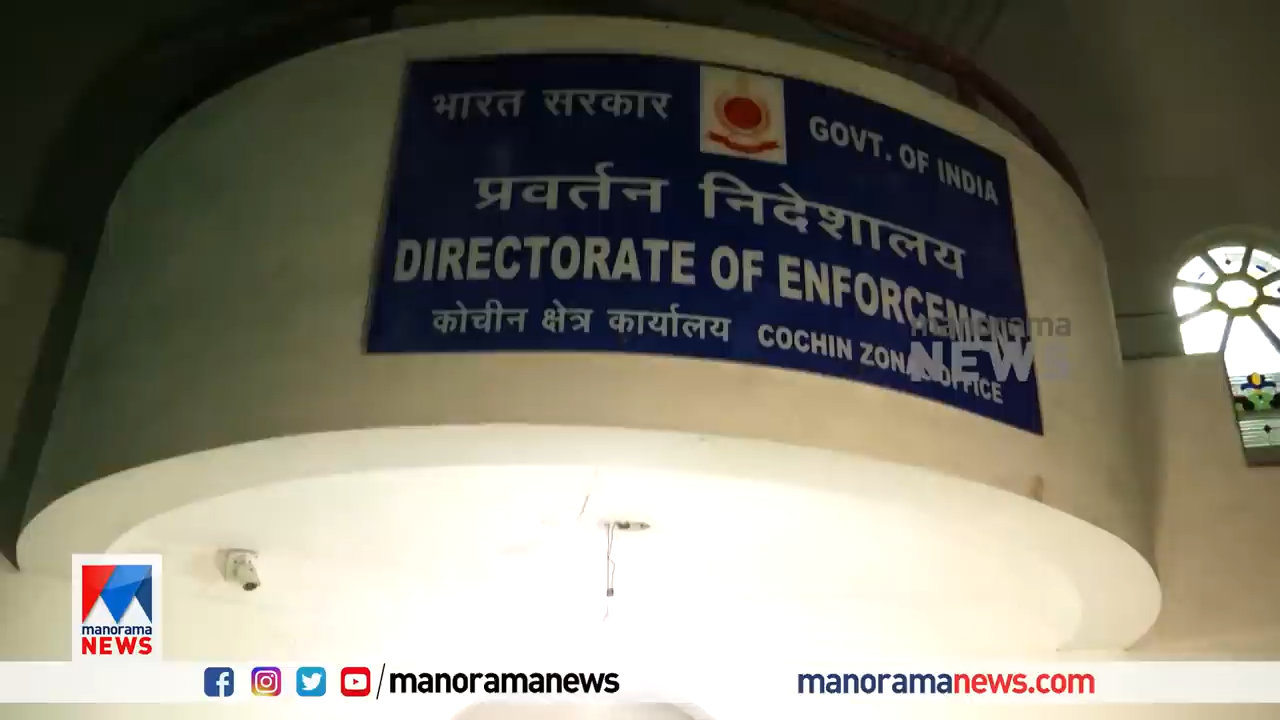 भारत सरकार
GOVT. OF INDIA
प्रवर्तन निदेशालय
DIRECTORATE OF ENFORCEMENT
कोचीन क्षेत्र कार्यालय COCHIN ZONAL OFFICE
manorama
NEWS
manorama
NEWS
/manoramanews
manoramanews.com